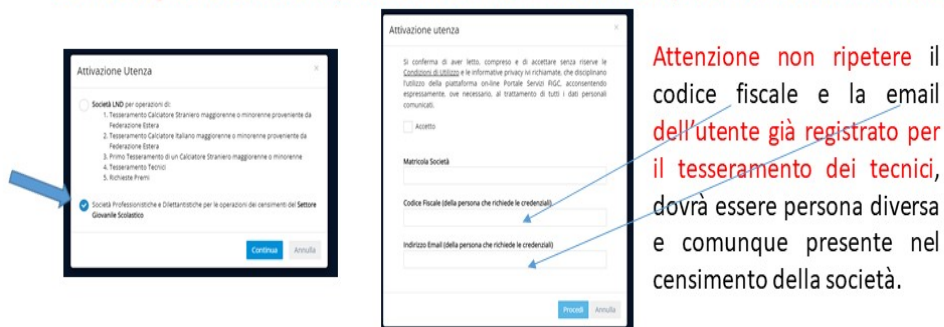 Attivazione Utenza
×
Società LND per operazioni di:
1. Tesseramento Calciatore Straniero maggiorenne o minorenne proveniente da
Federazione Estera
2. Tesseramento Calciatore Italiano maggiorenne o minorenne proveniente da
Federazione Estera
3. Primo Tesseramento di un Calciatore Straniero maggiorenne o minorenne
4. Tesseramento Tecnici
5. Richieste Premi
Società Professionistiche e Dilettantistiche per le operazioni dei censimenti del Settore
Giovanile Scolastico
Continua Annulla
Attivazione utenza
×
Si conferma di aver letto, compreso e di accettare senza riserve le
Condizioni di Utilizzo e le informative privacy ivi richiamate, che disciplinano
l'utilizzo della piattaforma on-line Portale Servizi FIGC, acconsentendo
espressamente, ove necessario, al trattamento di tutti i dati personali
comunicati.
Accetto
Matricola Società
Codice Fiscale (della persona che richiede le credenziali)
Indirizzo Email (della persona che richiede le credenziali)
Procedi Annulla
Attenzione non ripetere il
codice fiscale e la email
dell'utente già registrato per
il tesseramento dei tecnici,
dovrà essere persona diversa
e comunque presente nel
censimento della società.